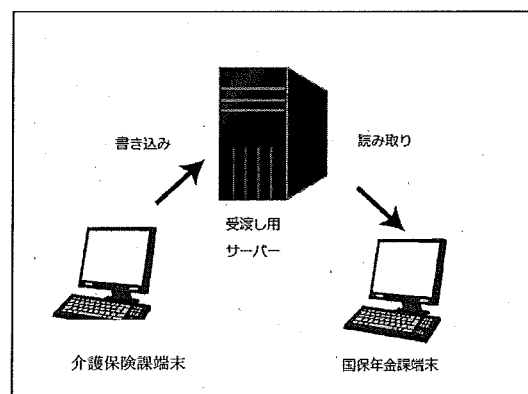 書き込み
読み取り
受渡し用
サーバー
介護保険課端末
国保年金課端末